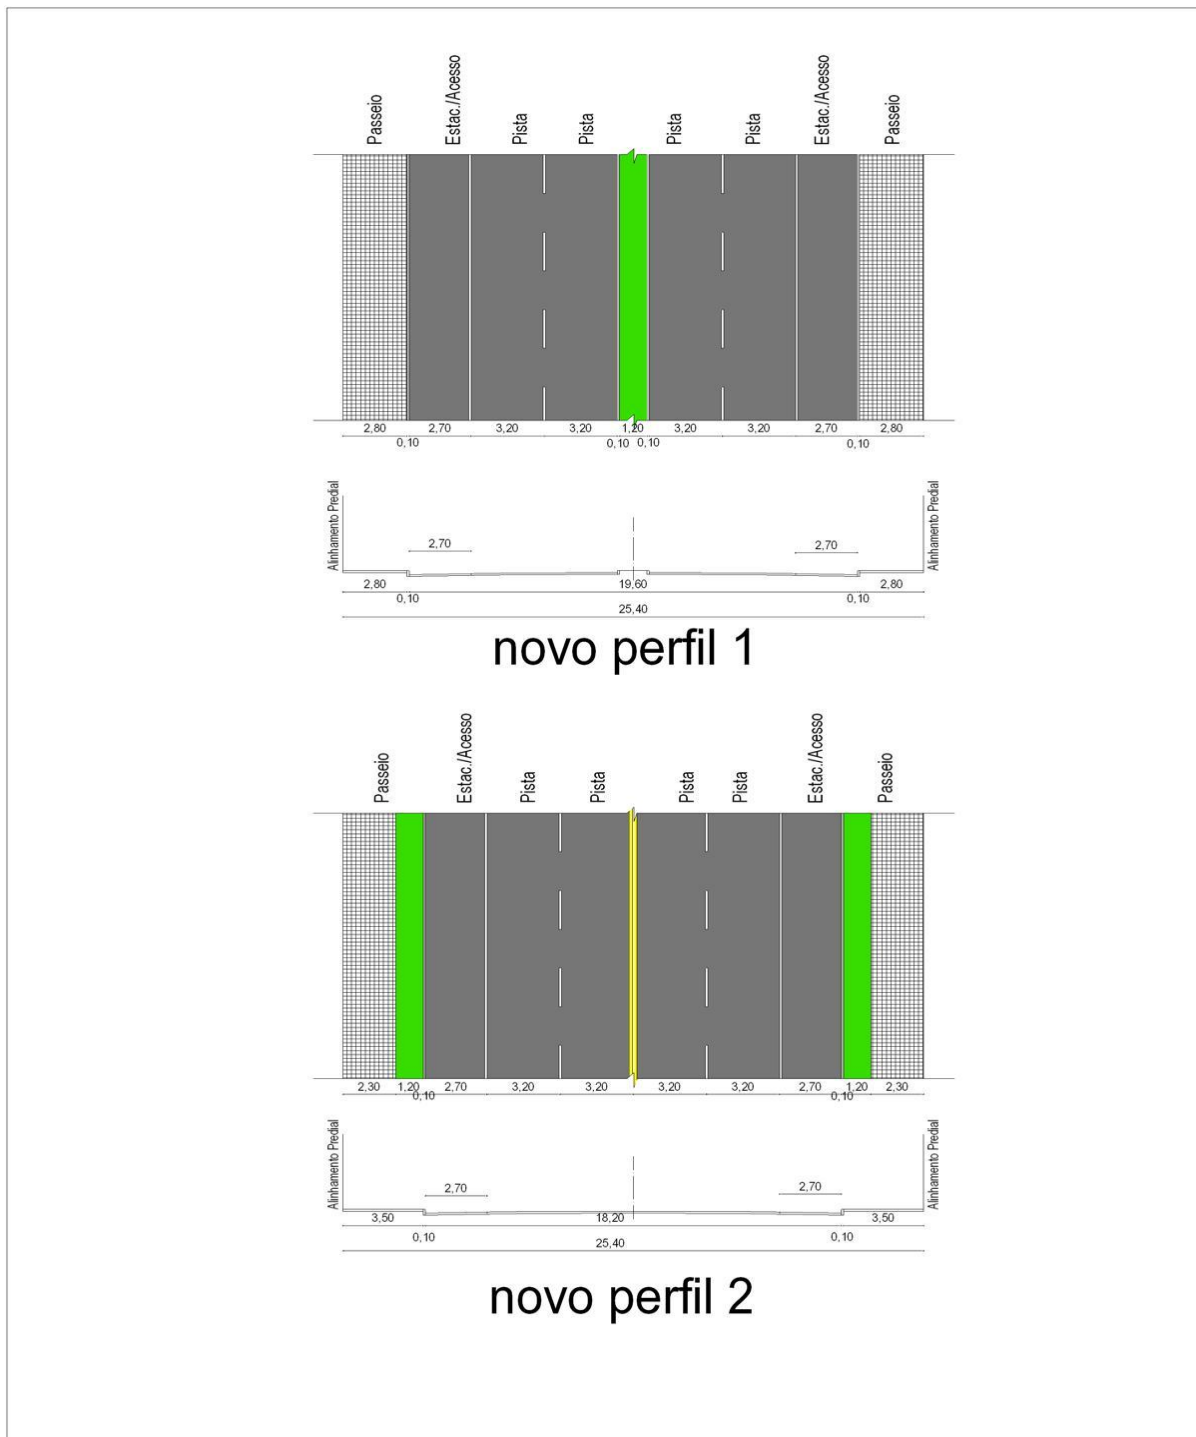 Passeio Estac./Acesso Pista Pista Pista Pista Estac./Acesso Passeio
2,80 2,70 3,20 3,20 1,20 3,20 3,20 2,70 2,80
0,10 0,10 0,10 0,10
Alinhamento Predial Alinhamento Predial
2,70 2,70
2,80 19,60 2,80
0,10 0,10
25,40
novo perfil 1
Passeio Estac./Acesso Pista Pista Pista Pista Estac./Acesso Passeio
2,30 1,20 2,70 3,20 3,20 3,20 3,20 2,70 1,20 2,30
0,10 0,10
Alinhamento Predial Alinhamento Predial
2,70 2,70
3,50 18,20 3,50
0,10 0,10
25,40
novo perfil 2